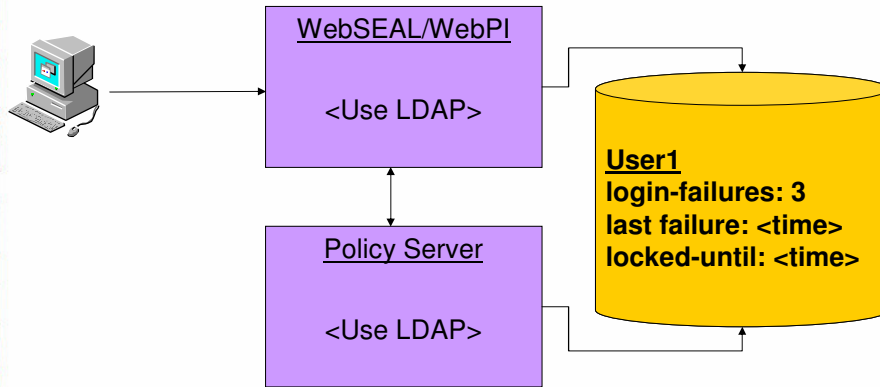 WebSEAL/WebPI
<Use LDAP>
User1
login-failures: 3
last failure: <time>
locked-until: <time>
Policy Server
<Use LDAP>